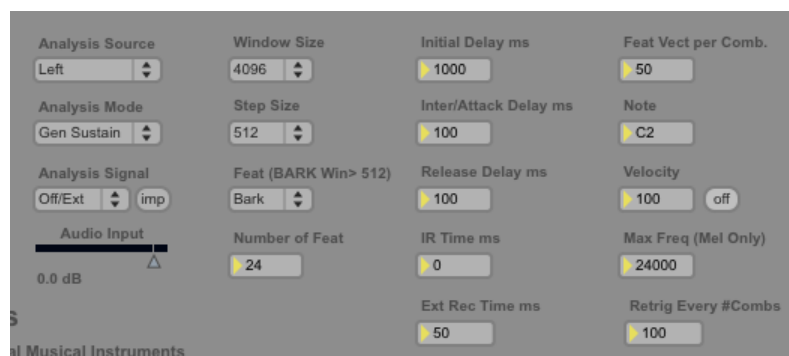 Analysis Source Window Size Initial Delay ms Feat Vect per Comb.
Left 4096 1000 50
Analysis Mode Step Size Inter/Attack Delay ms Note
Gen Sustain 512 100 C2
Analysis Signal Feat (BARK Win> 512) Release Delay ms Velocity
Off/Ext imp Bark 100 100 off
Audio Input Number of Feat IR Time ms Max Freq (Mel Only)
24 0 24000
0.0 dB
Ext Rec Time ms Retrig Every #Combs
50 100
Musical Instruments